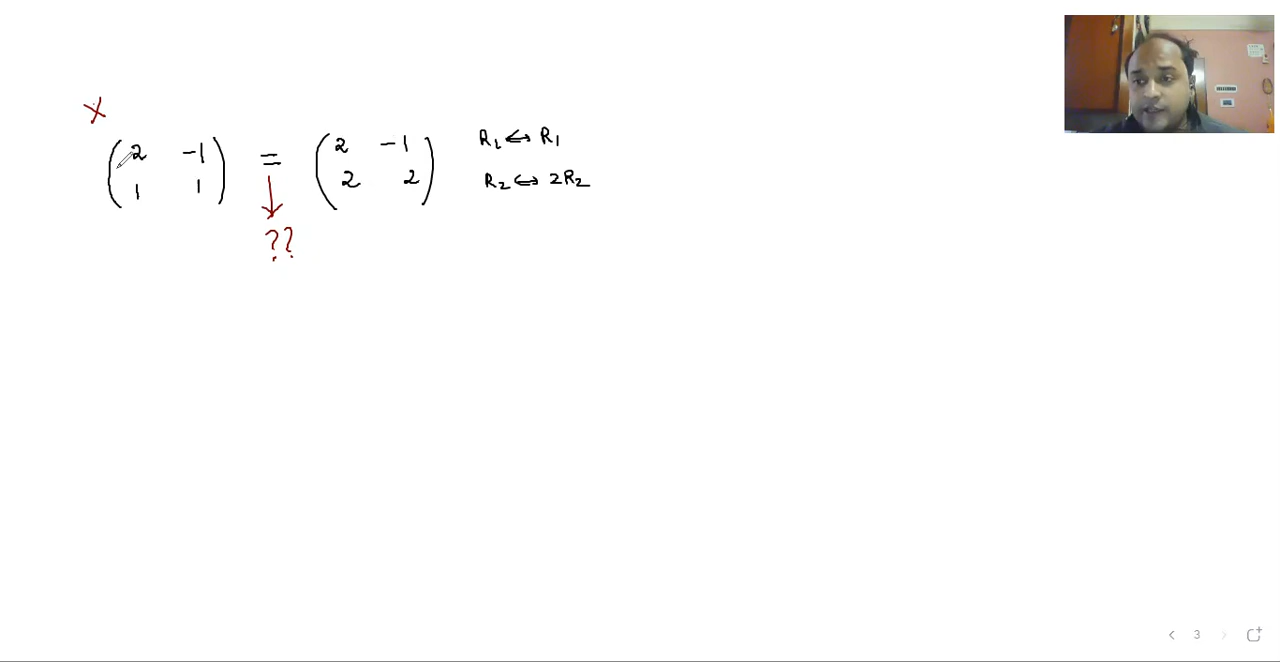 X
( 2 -1 ) = ( 2 -1 ) R₁ ↔ R₁
( 1 1 ) ( 2 2 ) R₂ ↔ 2R₂
↓
??
3